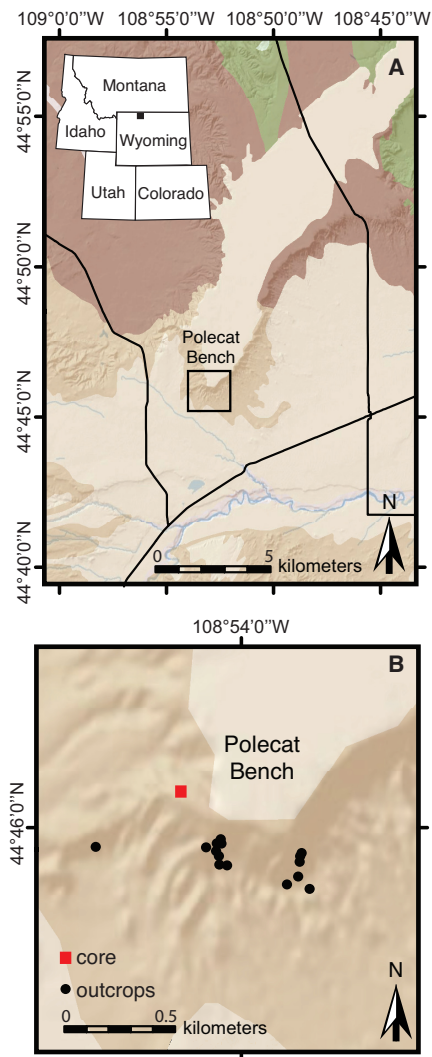 109°0'0"W 108°55'0"W 108°50'0"W 108°45'0"W
A
44°55'0"N
44°50'0"N
44°45'0"N
44°40'0"N
Montana
Idaho
Wyoming
Utah
Colorado
Polecat
Bench
N
0 5
kilometers
108°54'0"W
B
Polecat
Bench
44°46'0"N
core
outcrops
0 0.5
kilometers
N